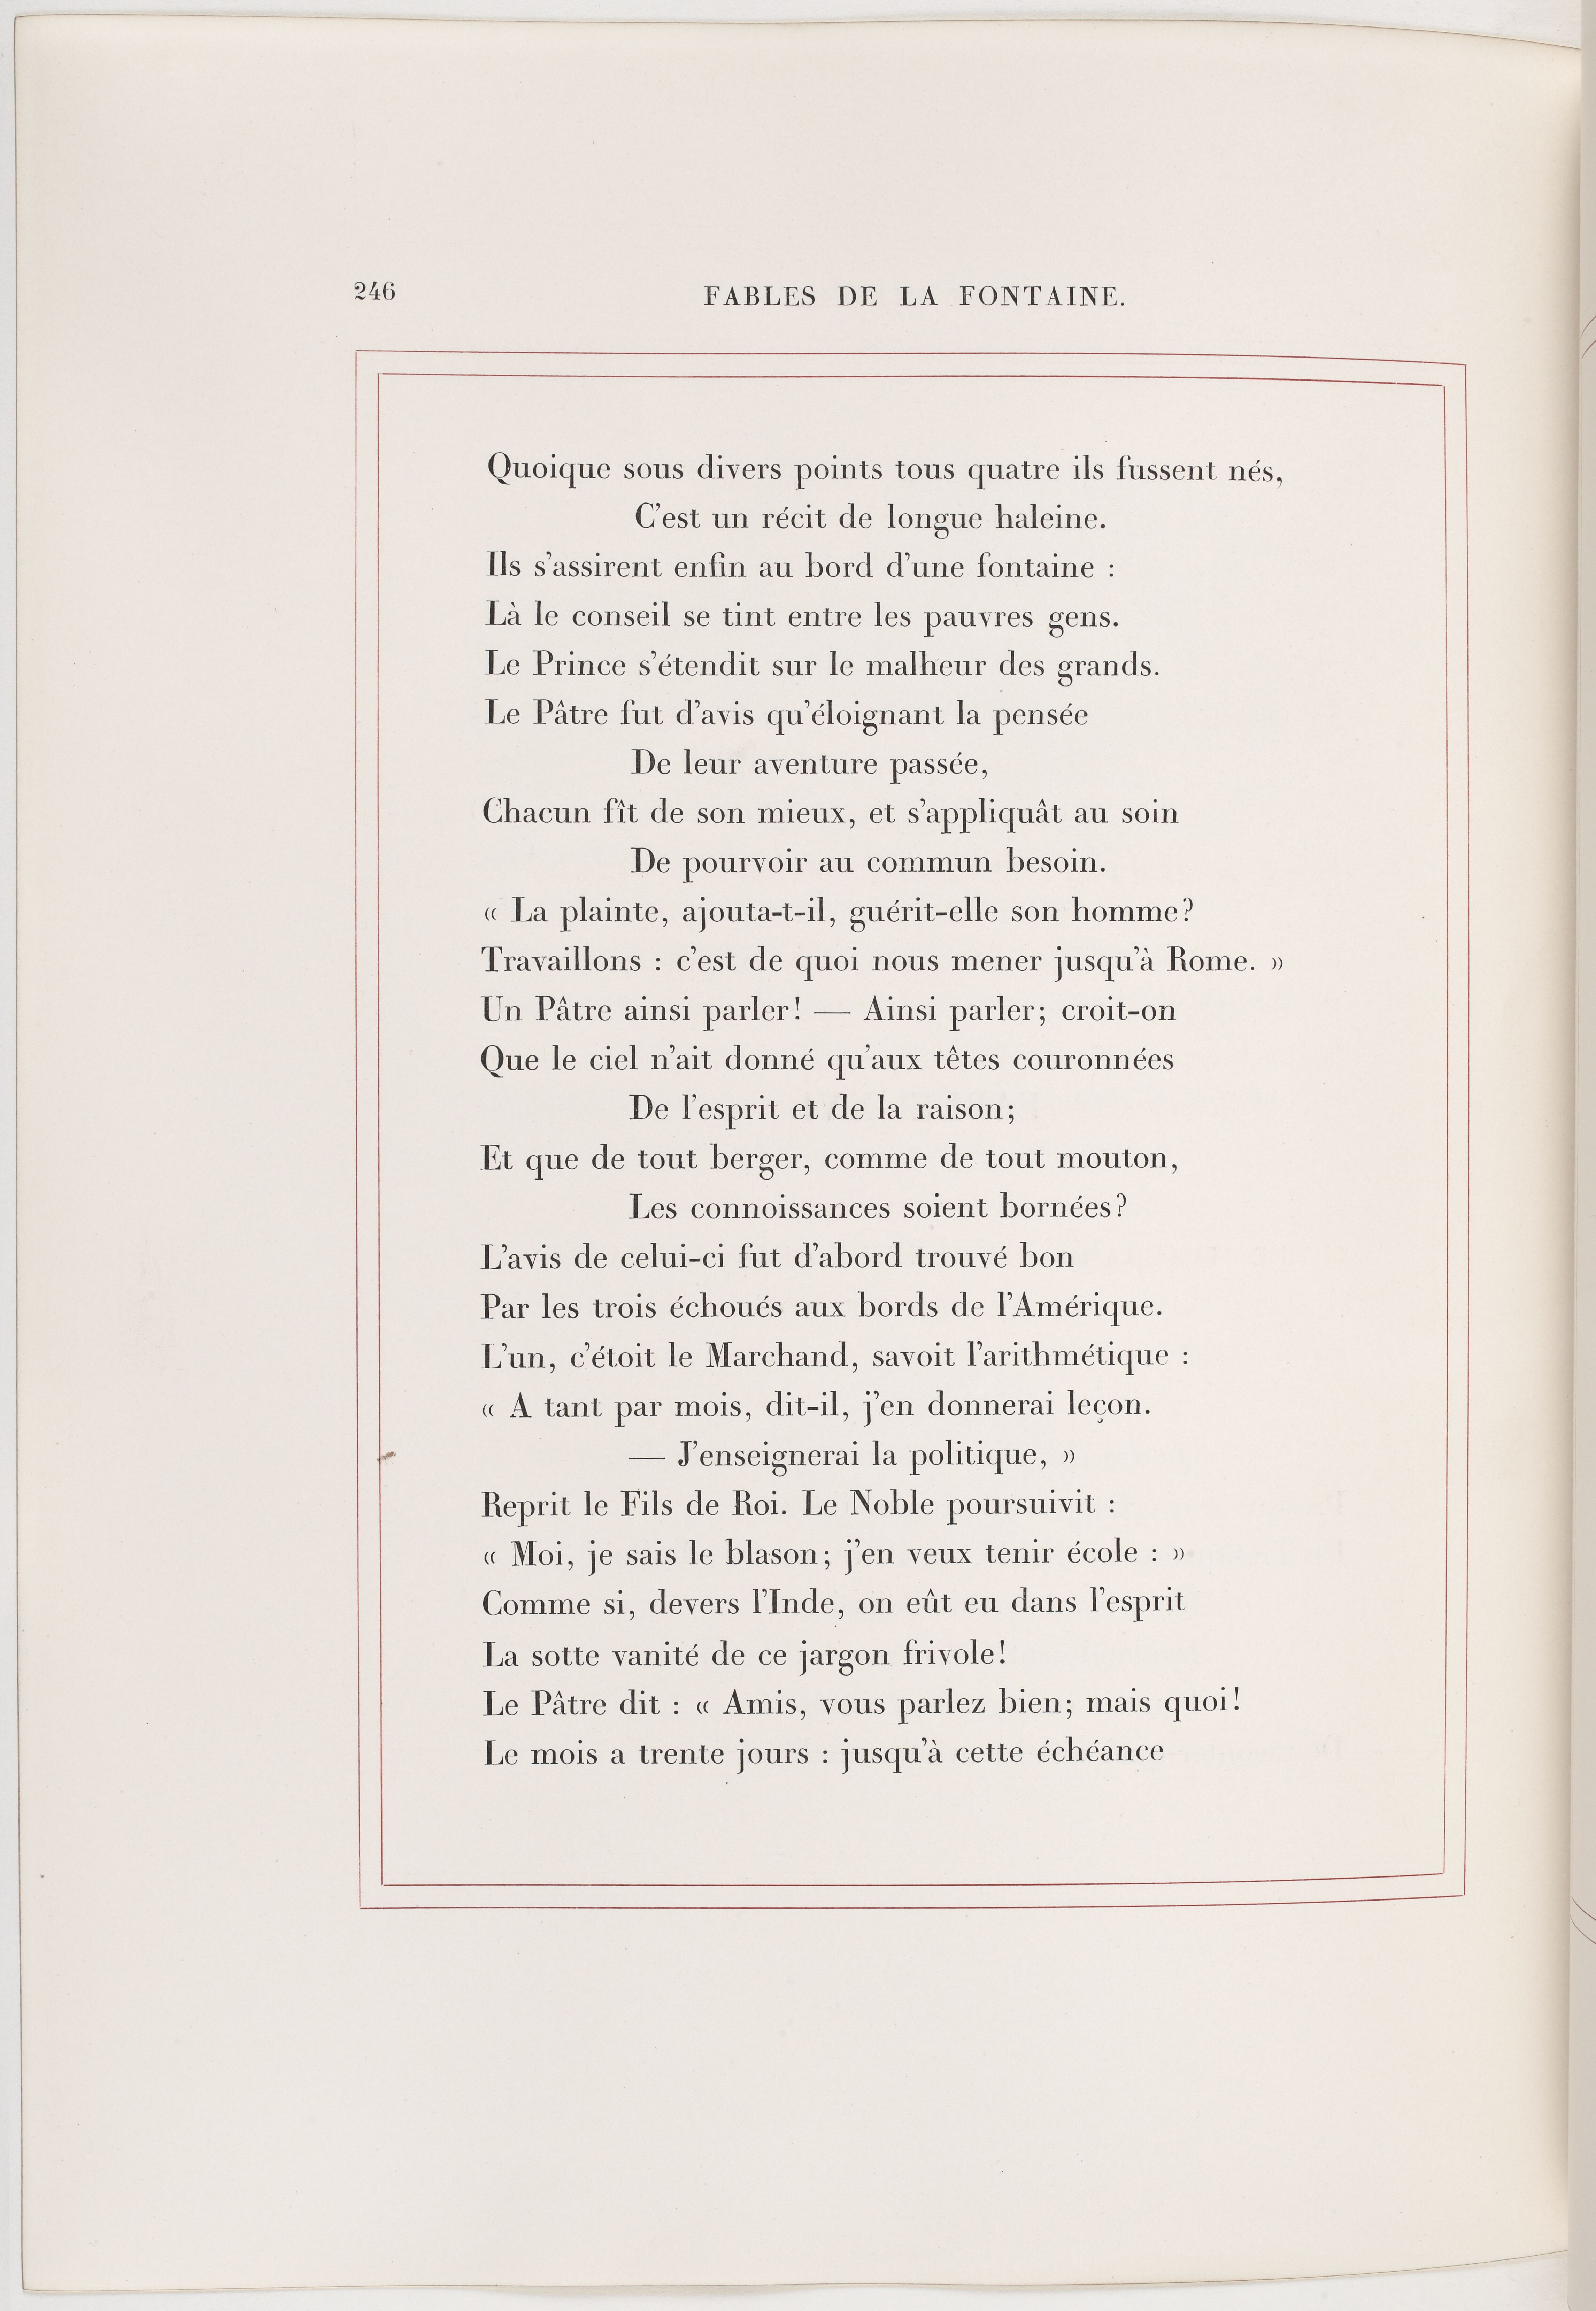 246
FABLES DE LA FONTAINE.
Quoique sous divers points tous quatre ils fussent nés,
C'est un récit de longue haleine.
Ils s'assirent enfin au bord d'une fontaine :
Là le conseil se tint entre les pauvres gens.
Le Prince s'étendit sur le malheur des grands.
Le Pâtre fut d'avis qu'éloignant la pensée
De leur aventure passée,
Chacun fît de son mieux, et s'appliquât au soin
De pourvoir au commun besoin.
« La plainte, ajouta-t-il, guérit-elle son homme?
Travaillons : c'est de quoi nous mener jusqu'à Rome. »
Un Pâtre ainsi parler! — Ainsi parler; croit-on
Que le ciel n'ait donné qu'aux têtes couronnées
De l'esprit et de la raison;
Et que de tout berger, comme de tout mouton,
Les connoissances soient bornées?
L'avis de celui-ci fut d'abord trouvé bon
Par les trois échoués aux bords de l'Amérique.
L'un, c'étoit le Marchand, savoit l'arithmétique :
« A tant par mois, dit-il, j'en donnerai leçon.
— J'enseignerai la politique, »
Reprit le Fils de Roi. Le Noble poursuivit :
« Moi, je sais le blason; j'en veux tenir école : »
Comme si, devers l'Inde, on eût eu dans l'esprit
La sotte vanité de ce jargon frivole!
Le Pâtre dit : « Amis, vous parlez bien; mais quoi!
Le mois a trente jours : jusqu'à cette échéance